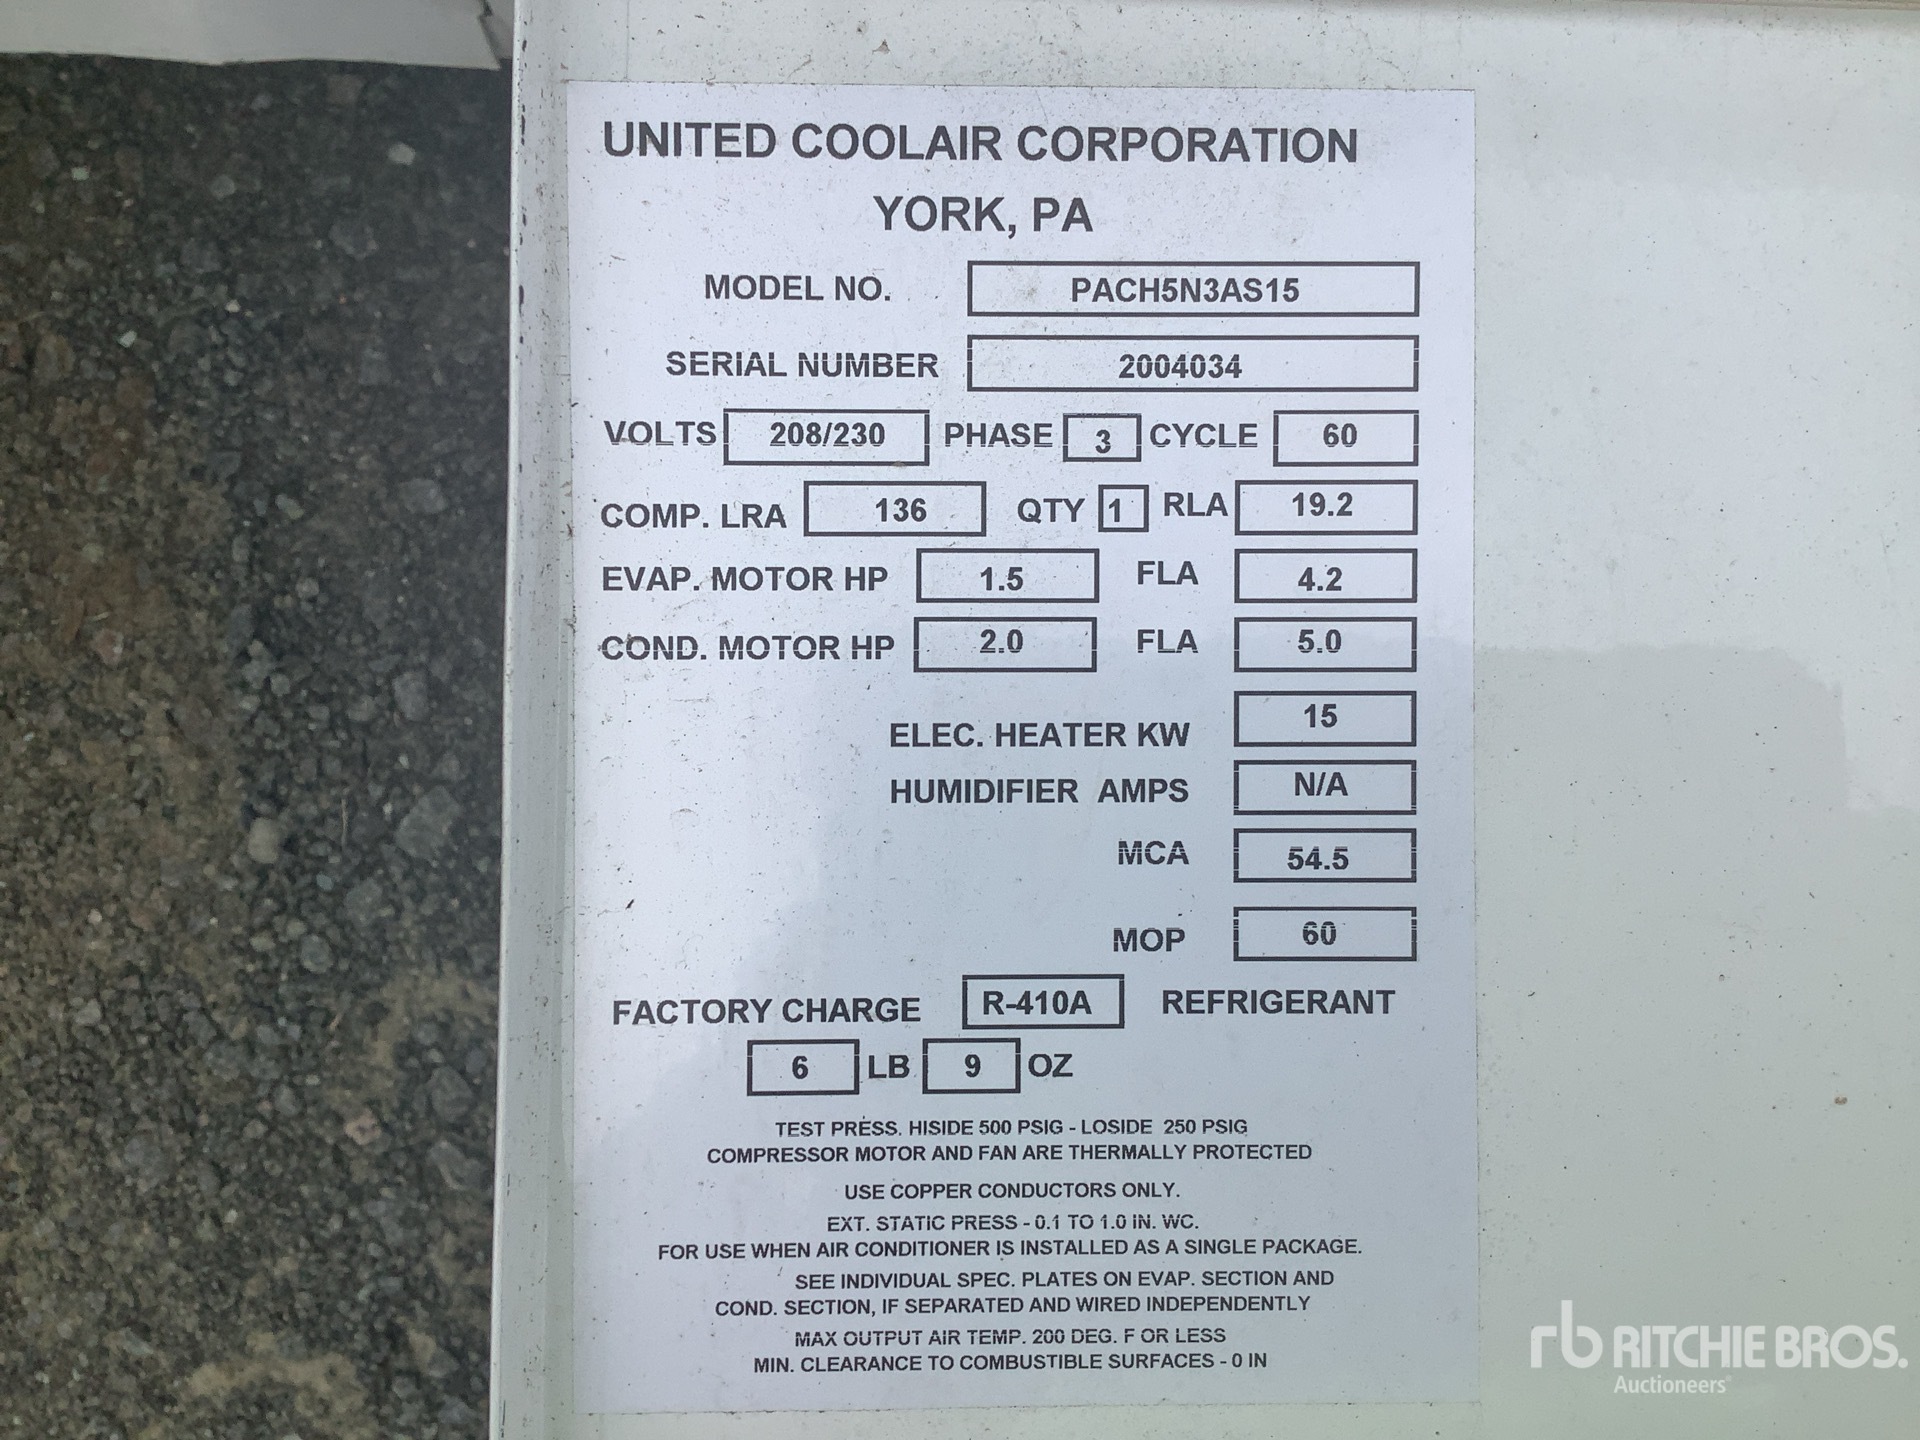 UNITED COOLAIR CORPORATION
YORK, PA
MODEL NO. PACH5N3AS15
SERIAL NUMBER 2004034
VOLTS 208/230 PHASE 3 CYCLE 60
COMP. LRA 136 QTY 1 RLA 19.2
EVAP. MOTOR HP 1.5 FLA 4.2
COND. MOTOR HP 2.0 FLA 5.0
ELEC. HEATER KW 15
HUMIDIFIER AMPS N/A
MCA 54.5
MOP 60
FACTORY CHARGE R-410A REFRIGERANT
6 LB 9 OZ
TEST PRESS. HISIDE 500 PSIG - LOSIDE 250 PSIG
COMPRESSOR MOTOR AND FAN ARE THERMALLY PROTECTED
USE COPPER CONDUCTORS ONLY.
EXT. STATIC PRESS - 0.1 TO 1.0 IN. WC.
FOR USE WHEN AIR CONDITIONER IS INSTALLED AS A SINGLE PACKAGE.
SEE INDIVIDUAL SPEC. PLATES ON EVAP. SECTION AND
COND. SECTION, IF SEPARATED AND WIRED INDEPENDENTLY
MAX OUTPUT AIR TEMP. 200 DEG. F OR LESS
MIN. CLEARANCE TO COMBUSTIBLE SURFACES - 0 IN
rb RITCHIE BROS.
Auctioneers